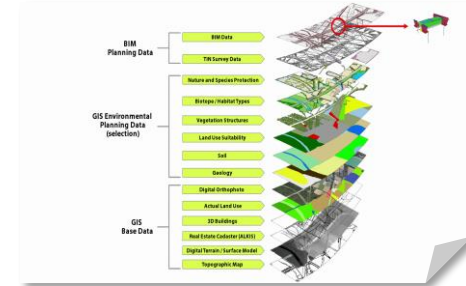 BIM
Planning Data
BIM Data
TIN Survey Data
GIS Environmental
Planning Data
(selection)
Nature and Species Protection
Biotope / Habitat Types
Vegetation Structures
Land Use Suitability
Soil
Geology
GIS
Base Data
Digital Orthophoto
Actual Land Use
3D Buildings
Real Estate Cadaster (ALKIS)
Digital Terrain / Surface Model
Topographic Map